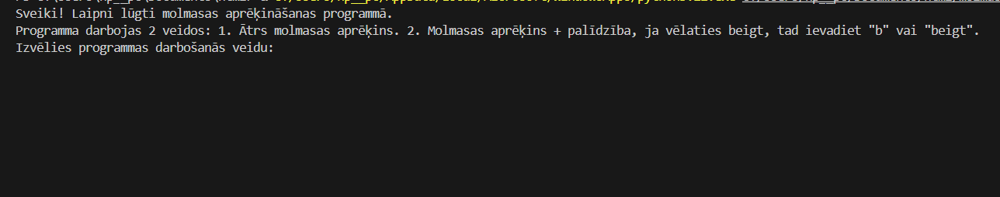 Sveiki! Laipni lūgti molmasas aprēķināšanas programmā.
Programma darbojas 2 veidos: 1. Ātrs molmasas aprēķins. 2. Molmasas aprēķins + palīdzība, ja vēlaties beigt, tad ievadiet "b" vai "beigt".
Izvēlies programmas darbošanās veidu: